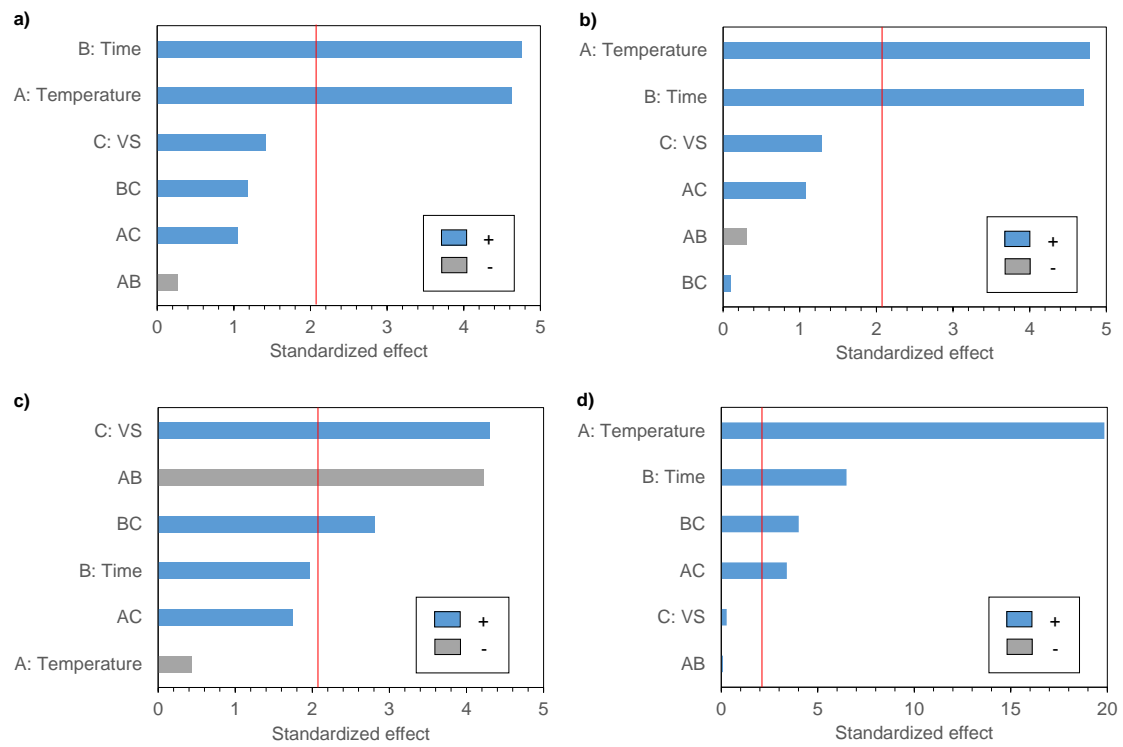 a)
B: Time
A: Temperature
C: VS
BC
AC
AB
+
-
0 1 2 3 4 5
Standardized effect
b)
A: Temperature
B: Time
C: VS
AC
AB
BC
+
-
0 1 2 3 4 5
Standardized effect
c)
C: VS
AB
BC
B: Time
AC
A: Temperature
+
-
0 1 2 3 4 5
Standardized effect
d)
A: Temperature
B: Time
BC
AC
C: VS
AB
+
-
0 5 10 15 20
Standardized effect